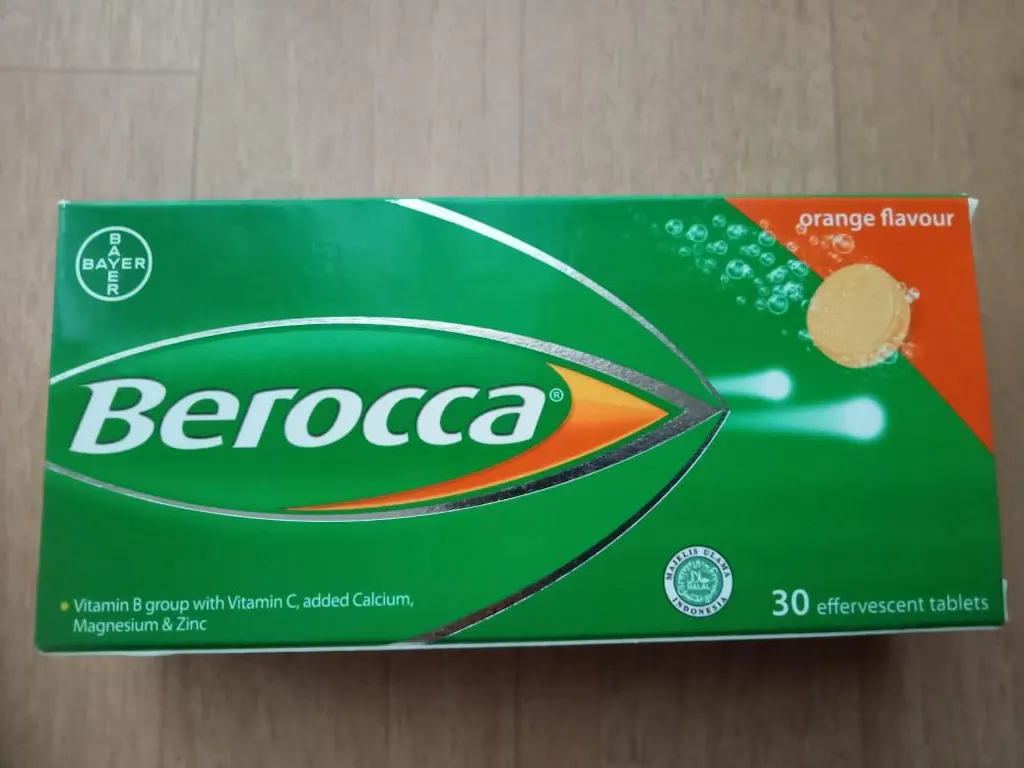 orange flavour
BAYER
BAYER
Berocca®
Vitamin B group with Vitamin C, added Calcium,
Magnesium & Zinc
MAJELIS ULAMA
HALAL
INDONESIA
30 effervescent tablets